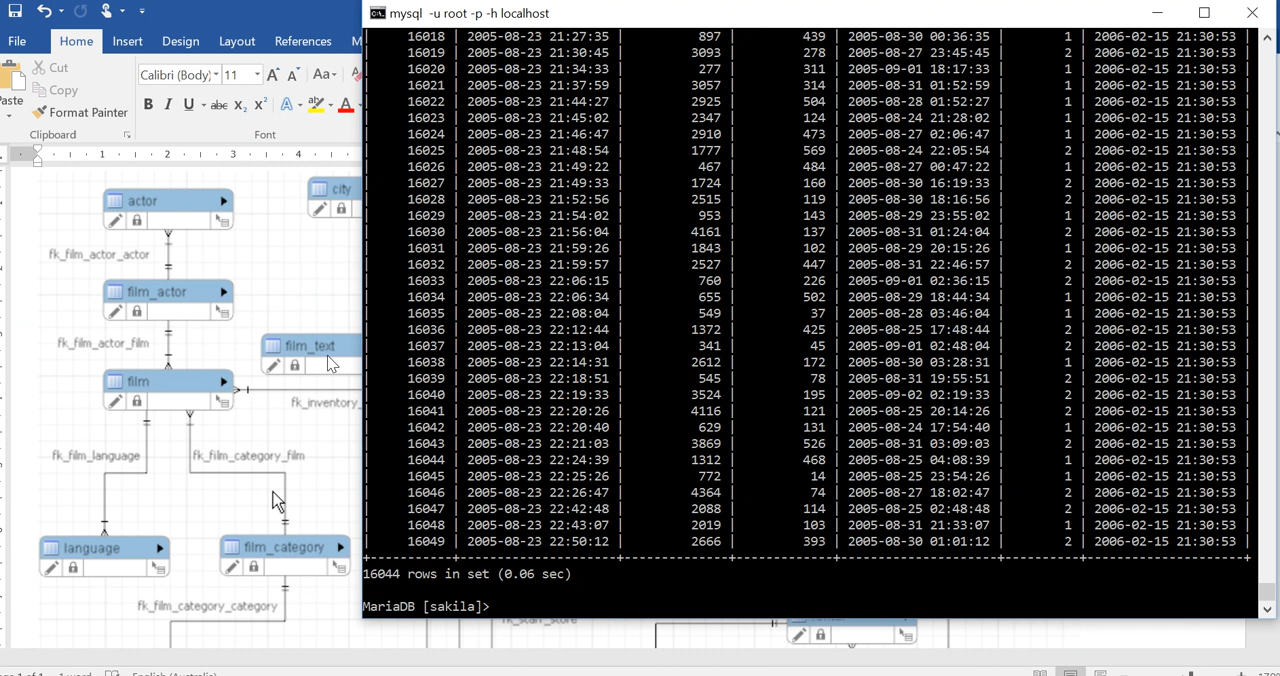 mysql -u root -p -h localhost
File Home Insert Design Layout References M
Paste
Cut
Copy
Format Painter
Clipboard
Calibri (Body) 11 A A Aa
B I U abc X2 X2 A A
Font
1 2 3 4
actor
city
fk_film_actor_actor
film_actor
fk_film_actor_film
film_text
film
fk_inventory_
fk_film_language
fk_film_category_film
language
film_category
fk_film_category_category
| 16018 | 2005-08-23 21:27:35 | 897 | 439 | 2005-08-30 00:36:35 | 1 | 2006-02-15 21:30:53 |
| 16019 | 2005-08-23 21:30:45 | 3093 | 278 | 2005-08-27 23:45:45 | 2 | 2006-02-15 21:30:53 |
| 16020 | 2005-08-23 21:34:33 | 277 | 311 | 2005-09-01 18:17:33 | 1 | 2006-02-15 21:30:53 |
| 16021 | 2005-08-23 21:37:59 | 3057 | 314 | 2005-08-31 01:52:59 | 1 | 2006-02-15 21:30:53 |
| 16022 | 2005-08-23 21:44:27 | 2925 | 504 | 2005-08-28 01:52:27 | 1 | 2006-02-15 21:30:53 |
| 16023 | 2005-08-23 21:45:02 | 2347 | 124 | 2005-08-24 21:28:02 | 1 | 2006-02-15 21:30:53 |
| 16024 | 2005-08-23 21:46:47 | 2910 | 473 | 2005-08-27 02:06:47 | 1 | 2006-02-15 21:30:53 |
| 16025 | 2005-08-23 21:48:54 | 1777 | 569 | 2005-08-24 22:05:54 | 2 | 2006-02-15 21:30:53 |
| 16026 | 2005-08-23 21:49:22 | 467 | 484 | 2005-08-27 00:47:22 | 1 | 2006-02-15 21:30:53 |
| 16027 | 2005-08-23 21:49:33 | 1724 | 160 | 2005-08-30 16:19:33 | 2 | 2006-02-15 21:30:53 |
| 16028 | 2005-08-23 21:52:56 | 2515 | 119 | 2005-08-30 18:16:56 | 2 | 2006-02-15 21:30:53 |
| 16029 | 2005-08-23 21:54:02 | 953 | 143 | 2005-08-29 23:55:02 | 1 | 2006-02-15 21:30:53 |
| 16030 | 2005-08-23 21:56:04 | 4161 | 137 | 2005-08-31 01:24:04 | 2 | 2006-02-15 21:30:53 |
| 16031 | 2005-08-23 21:59:26 | 1843 | 102 | 2005-08-29 20:15:26 | 1 | 2006-02-15 21:30:53 |
| 16032 | 2005-08-23 21:59:57 | 2527 | 447 | 2005-08-31 22:46:57 | 2 | 2006-02-15 21:30:53 |
| 16033 | 2005-08-23 22:06:15 | 760 | 226 | 2005-09-01 02:36:15 | 2 | 2006-02-15 21:30:53 |
| 16034 | 2005-08-23 22:06:34 | 655 | 502 | 2005-08-29 18:44:34 | 1 | 2006-02-15 21:30:53 |
| 16035 | 2005-08-23 22:08:04 | 549 | 37 | 2005-08-28 03:46:04 | 1 | 2006-02-15 21:30:53 |
| 16036 | 2005-08-23 22:12:44 | 1372 | 425 | 2005-08-25 17:48:44 | 2 | 2006-02-15 21:30:53 |
| 16037 | 2005-08-23 22:13:04 | 341 | 45 | 2005-09-01 02:48:04 | 2 | 2006-02-15 21:30:53 |
| 16038 | 2005-08-23 22:14:31 | 2612 | 172 | 2005-08-30 03:28:31 | 1 | 2006-02-15 21:30:53 |
| 16039 | 2005-08-23 22:18:51 | 545 | 78 | 2005-08-31 19:55:51 | 2 | 2006-02-15 21:30:53 |
| 16040 | 2005-08-23 22:19:33 | 3524 | 195 | 2005-09-02 02:19:33 | 2 | 2006-02-15 21:30:53 |
| 16041 | 2005-08-23 22:20:26 | 4116 | 121 | 2005-08-25 20:14:26 | 2 | 2006-02-15 21:30:53 |
| 16042 | 2005-08-23 22:20:40 | 629 | 131 | 2005-08-24 17:54:40 | 1 | 2006-02-15 21:30:53 |
| 16043 | 2005-08-23 22:21:03 | 3869 | 526 | 2005-08-31 03:09:03 | 2 | 2006-02-15 21:30:53 |
| 16044 | 2005-08-23 22:24:39 | 1312 | 468 | 2005-08-25 04:08:39 | 1 | 2006-02-15 21:30:53 |
| 16045 | 2005-08-23 22:25:26 | 772 | 14 | 2005-08-25 23:54:26 | 1 | 2006-02-15 21:30:53 |
| 16046 | 2005-08-23 22:26:47 | 4364 | 74 | 2005-08-27 18:02:47 | 2 | 2006-02-15 21:30:53 |
| 16047 | 2005-08-23 22:42:48 | 2088 | 114 | 2005-08-25 02:48:48 | 2 | 2006-02-15 21:30:53 |
| 16048 | 2005-08-23 22:43:07 | 2019 | 103 | 2005-08-31 21:33:07 | 1 | 2006-02-15 21:30:53 |
| 16049 | 2005-08-23 22:50:12 | 2666 | 393 | 2005-08-30 01:01:12 | 2 | 2006-02-15 21:30:53 |
16044 rows in set (0.06 sec)
MariaDB [sakila]>